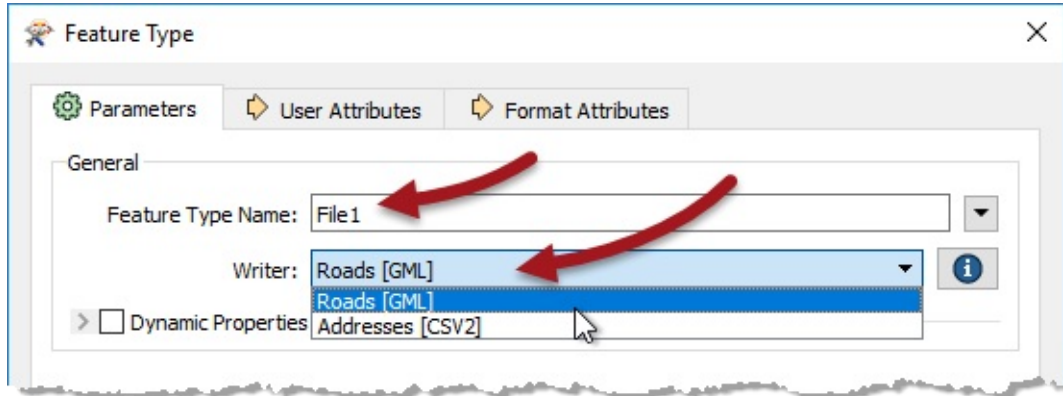 Feature Type
Parameters User Attributes Format Attributes
General
Feature Type Name: File1
Writer: Roads [GML]
Roads [GML]
Dynamic Properties Addresses [CSV2]